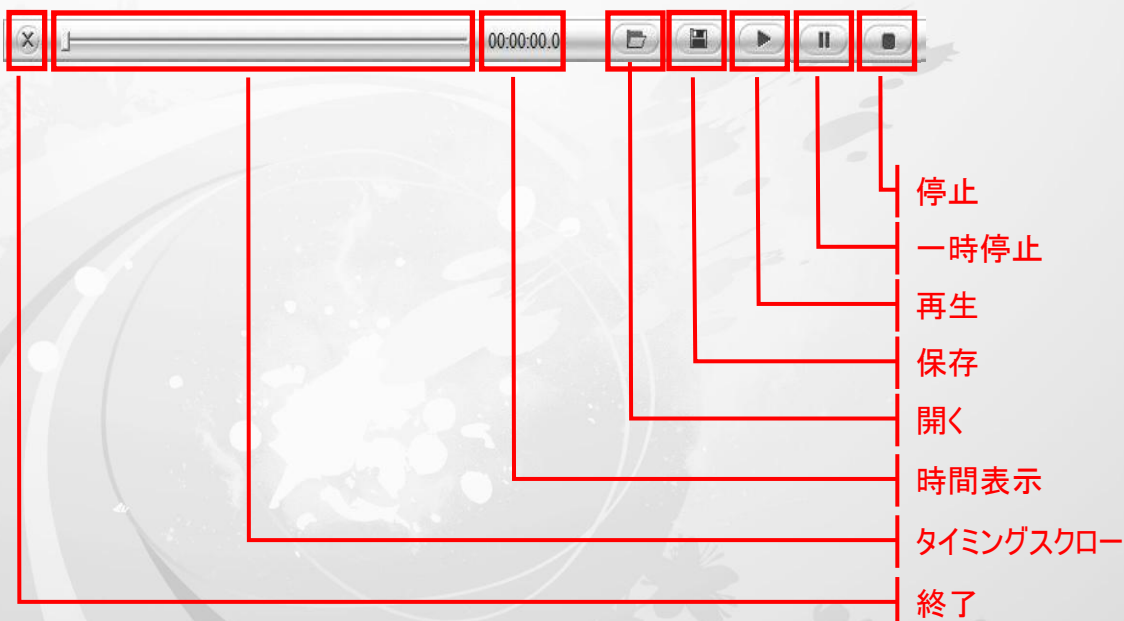 00:00:00.0
停止
一時停止
再生
保存
開く
時間表示
タイミングスクロー
終了